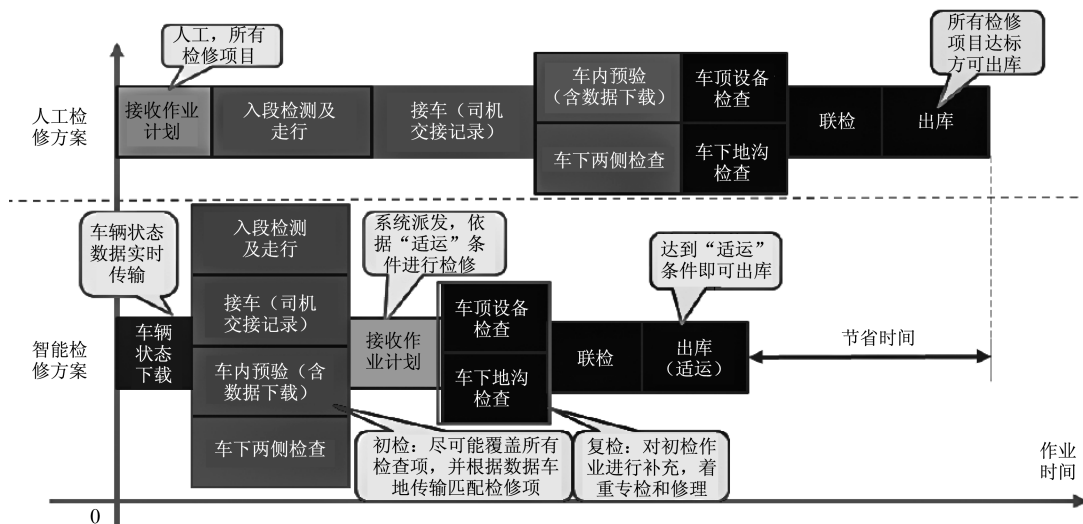 人工，所有
检修项目
所有检修
项目达标
方可出库
人工检
修方案
接收作业
计划
入段检测及
走行
接车（司机
交接记录）
车内预验
（含数据下载）
车下两侧检查
车顶设备
检查
车下地沟
检查
联检
出库
车辆状态
数据实时
传输
系统派发，依
据“适运”条
件进行检修
达到“适运”
条件即可出库
智能检
修方案
车辆
状态
下载
入段检测
及走行
接车（司机
交接记录）
车内预验（含
数据下载）
车下两侧检查
接收作
业计划
车顶设备
检查
车下地沟
检查
联检
出库
（适运）
节省时间
初检：尽可能覆盖所有
检查项，并根据数据车
地传输匹配检修项
复检：对初检作
业进行补充，着
重专检和修理
作业
时间
0